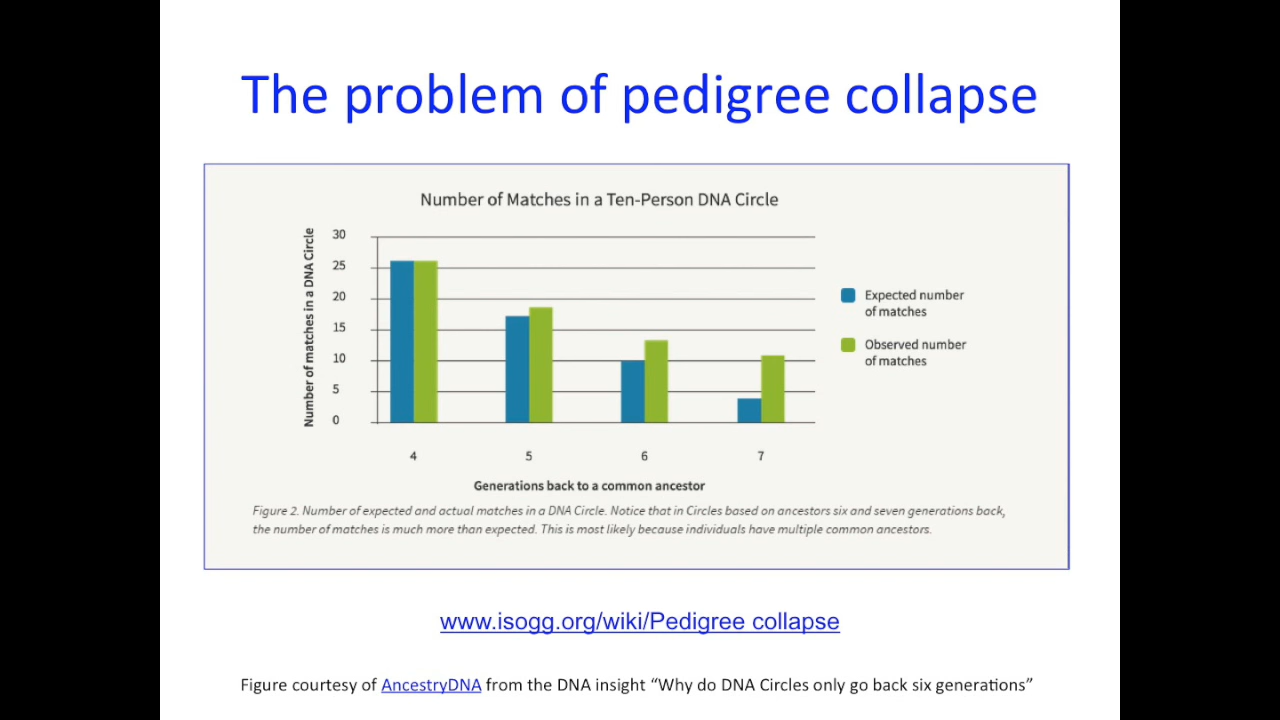 The problem of pedigree collapse
Number of Matches in a Ten-Person DNA Circle
Number of matches in a DNA Circle
30
25
20
15
10
5
0
4 5 6 7
Generations back to a common ancestor
Expected number
of matches
Observed number
of matches
Figure 2. Number of expected and actual matches in a DNA Circle. Notice that in Circles based on ancestors six and seven generations back,
the number of matches is much more than expected. This is most likely because individuals have multiple common ancestors.
www.isogg.org/wiki/Pedigree collapse
Figure courtesy of AncestryDNA from the DNA insight “Why do DNA Circles only go back six generations”